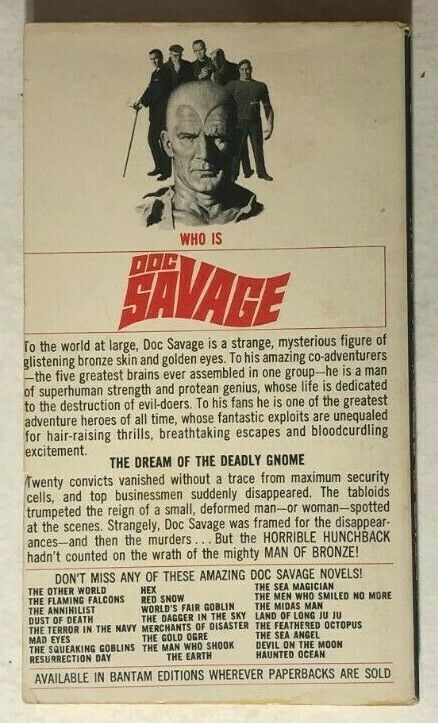 WHO IS
DOC
SAVAGE
To the world at large, Doc Savage is a strange, mysterious figure of
glistening bronze skin and golden eyes. To his amazing co-adventurers
—the five greatest brains ever assembled in one group—he is a man
of superhuman strength and protean genius, whose life is dedicated
to the destruction of evil-doers. To his fans he is one of the greatest
adventure heroes of all time, whose fantastic exploits are unequaled
for hair-raising thrills, breathtaking escapes and bloodcurdling
excitement.
THE DREAM OF THE DEADLY GNOME
Twenty convicts vanished without a trace from maximum security
cells, and top businessmen suddenly disappeared. The tabloids
trumpeted the reign of a small, deformed man—or woman—spotted
at the scenes. Strangely, Doc Savage was framed for the disappear-
ances—and then the murders . . . But the HORRIBLE HUNCHBACK
hadn't counted on the wrath of the mighty MAN OF BRONZE!
DON'T MISS ANY OF THESE AMAZING DOC SAVAGE NOVELS!
THE OTHER WORLD
THE FLAMING FALCONS
THE ANNIHILIST
DUST OF DEATH
THE TERROR IN THE NAVY
MAD EYES
THE SQUEAKING GOBLINS
RESURRECTION DAY
HEX
RED SNOW
WORLD'S FAIR GOBLIN
THE DAGGER IN THE SKY
MERCHANTS OF DISASTER
THE GOLD OGRE
THE MAN WHO SHOOK
THE EARTH
THE SEA MAGICIAN
THE MEN WHO SMILED NO MORE
THE MIDAS MAN
LAND OF LONG JU JU
THE FEATHERED OCTOPUS
THE SEA ANGEL
DEVIL ON THE MOON
HAUNTED OCEAN
AVAILABLE IN BANTAM EDITIONS WHEREVER PAPERBACKS ARE SOLD